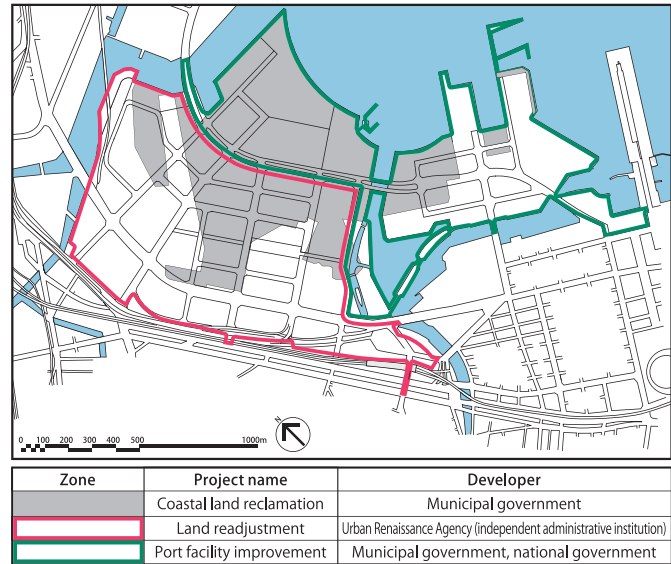 N
0 100 200 300 400 500 1000m
Zone Project name Developer
Coastal land reclamation Municipal government
Land readjustment Urban Renaissance Agency (independent administrative institution)
Port facility improvement Municipal government, national government